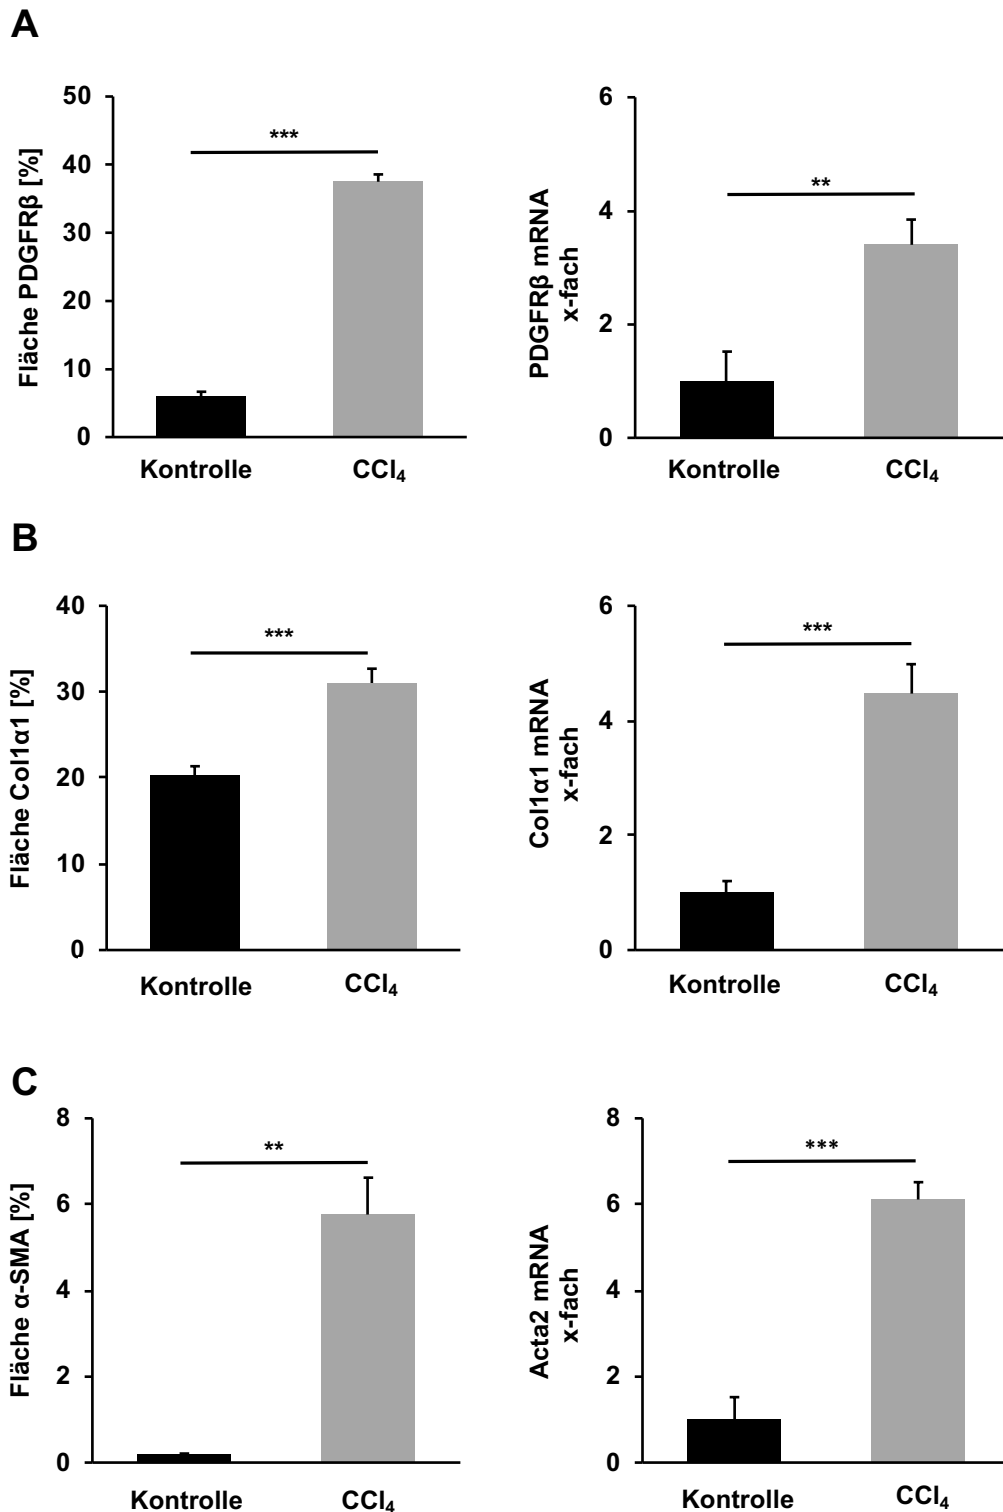 A
Fläche PDGFRβ [%]
50
40
30
20
10
0
***
Kontrolle
CCl₄
PDGFRβ mRNA
x-fach
6
4
2
0
**
Kontrolle
CCl₄
B
Fläche Col1α1 [%]
40
30
20
10
0
***
Kontrolle
CCl₄
Col1α1 mRNA
x-fach
6
4
2
0
***
Kontrolle
CCl₄
C
Fläche α-SMA [%]
8
6
4
2
0
**
Kontrolle
CCl₄
Acta2 mRNA
x-fach
8
6
4
2
0
***
Kontrolle
CCl₄